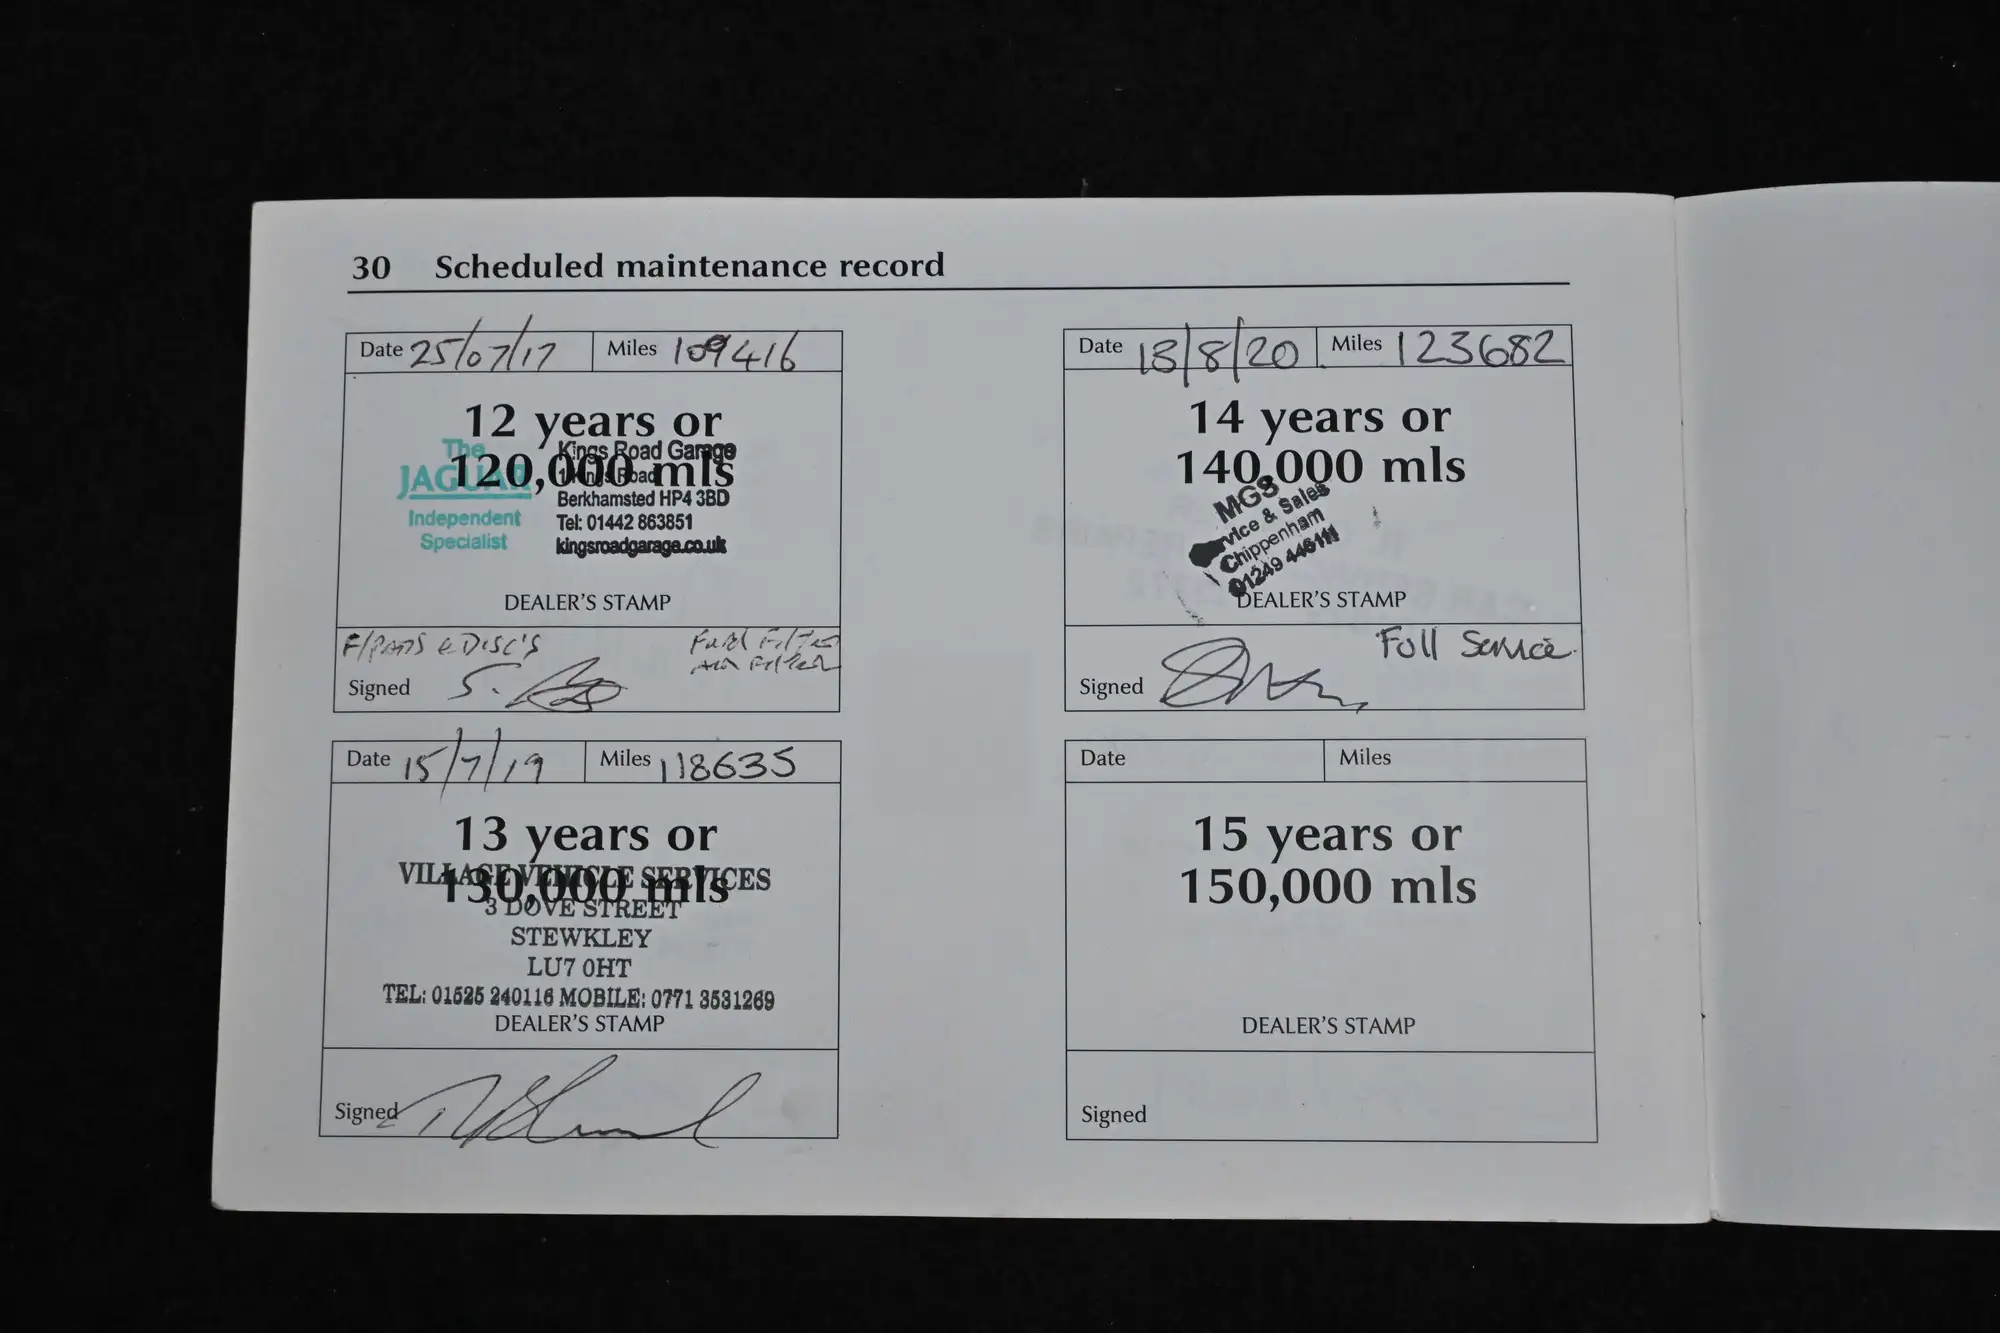 30 Scheduled maintenance record
Date 25/07/17 Miles 109416
12 years or
120,000 mls
The
JAGUAR
Independent
Specialist
Kings Road Garage
1 Kings Road
Berkhamsted HP4 3BD
Tel: 01442 863851
kingsroadgarage.co.uk
DEALER'S STAMP
F/PADS & DISC'S
Fuel Filter
Air Filter
Signed S.
Date 15/7/19 Miles 118635
13 years or
130,000 mls
VILLAGE VEHICLE SERVICES
3 DOVE STREET
STEWKLEY
LU7 0HT
TEL: 01525 240116 MOBILE: 0771 3531269
DEALER'S STAMP
Signed
Date 18/8/20 Miles 123682
14 years or
140,000 mls
MGS
& Sales
Chippenham
01249 446111
DEALER'S STAMP
Full Service
Signed
Date Miles
15 years or
150,000 mls
DEALER'S STAMP
Signed